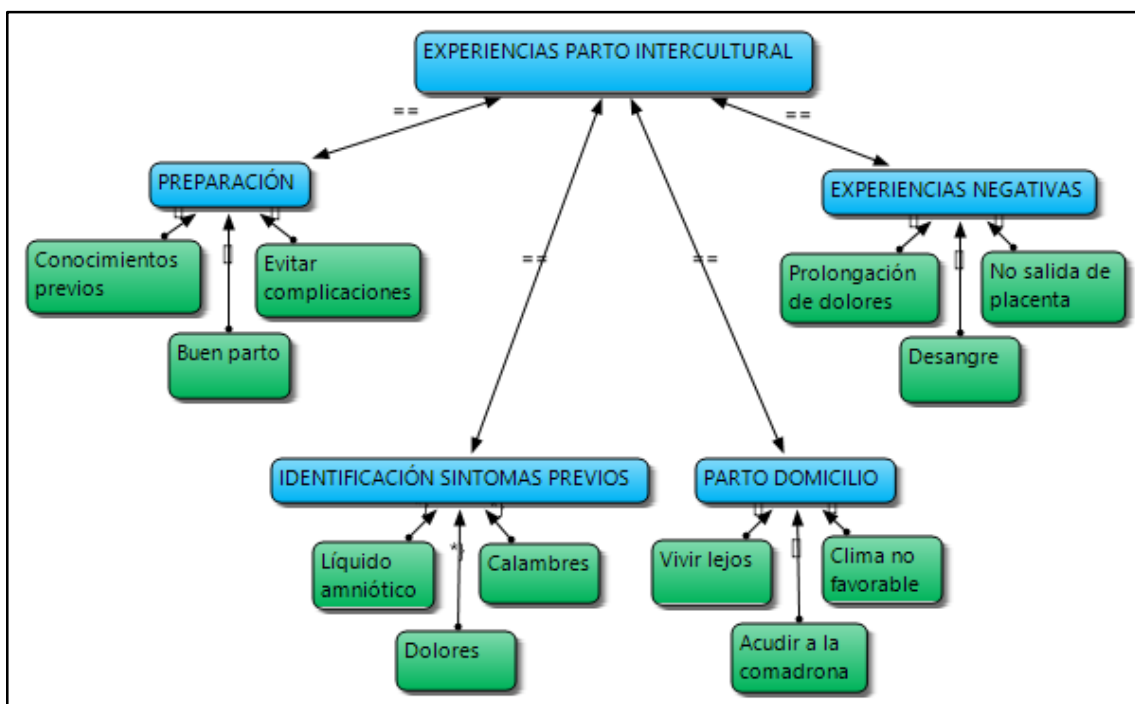 EXPERIENCIAS PARTO INTERCULTURAL
==
==
PREPARACIÓN
EXPERIENCIAS NEGATIVAS
Conocimientos
previos
Evitar
complicaciones
Buen parto
==
==
Prolongación
de dolores
No salida de
placenta
Desangre
IDENTIFICACIÓN SINTOMAS PREVIOS
PARTO DOMICILIO
*}
Líquido
amniótico
Calambres
Dolores
Vivir lejos
Clima no
favorable
Acudir a la
comadrona